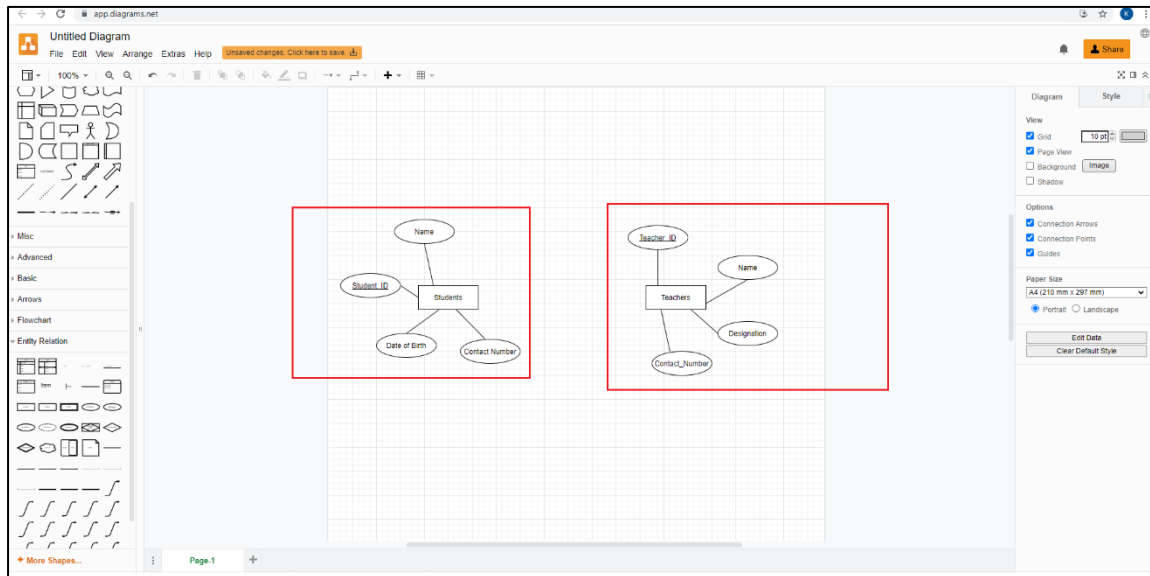 app.diagrams.net
K
Untitled Diagram
File Edit View Arrange Extras Help
Unsaved changes. Click here to save.
Share
100%
Diagram Style
View
Grid 10 pt
Page View
Background Image
Shadow
Options
Connection Arrows
Connection Points
Guides
Paper Size
A4 (210 mm x 297 mm)
Portrait Landscape
Edit Data
Clear Default Style
Misc
Advanced
Basic
Arrows
Flowchart
Entity Relation
Item
More Shapes...
Name
Student_ID
Students
Date of Birth
Contact Number
Teacher_ID
Name
Teachers
Designation
Contact_Number
Page-1